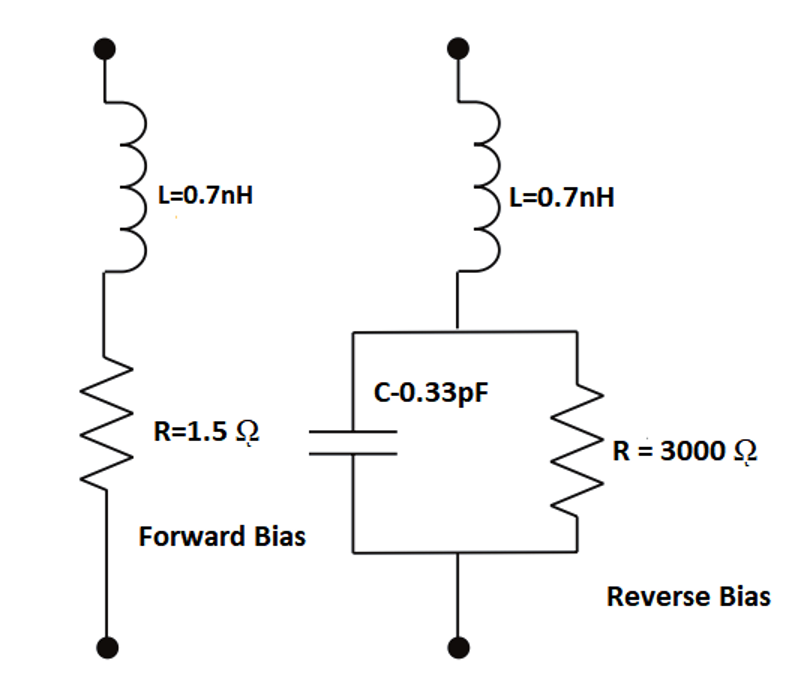 L=0.7nH
R=1.5 Ω
Forward Bias
L=0.7nH
C-0.33pF
R = 3000 Ω
Reverse Bias